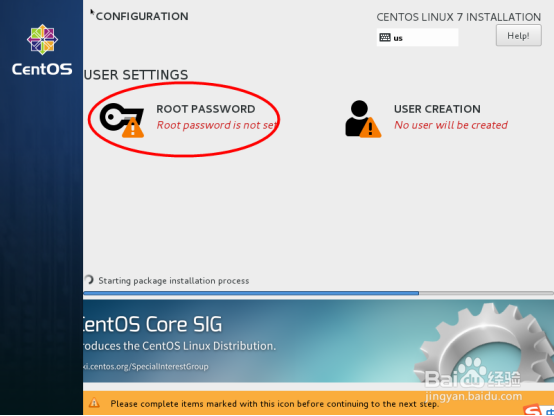 CONFIGURATION
CENTOS LINUX 7 INSTALLATION
us
Help!
CentOS
USER SETTINGS
ROOT PASSWORD
Root password is not set
USER CREATION
No user will be created
Starting package installation process
CentOS Core SIG
roduces the CentOS Linux Distribution.
ki.centos.org/SpecialInterestGroup
Baidu 经验
jingyan.baidu.com
Please complete items marked with this icon before continuing to the next step.